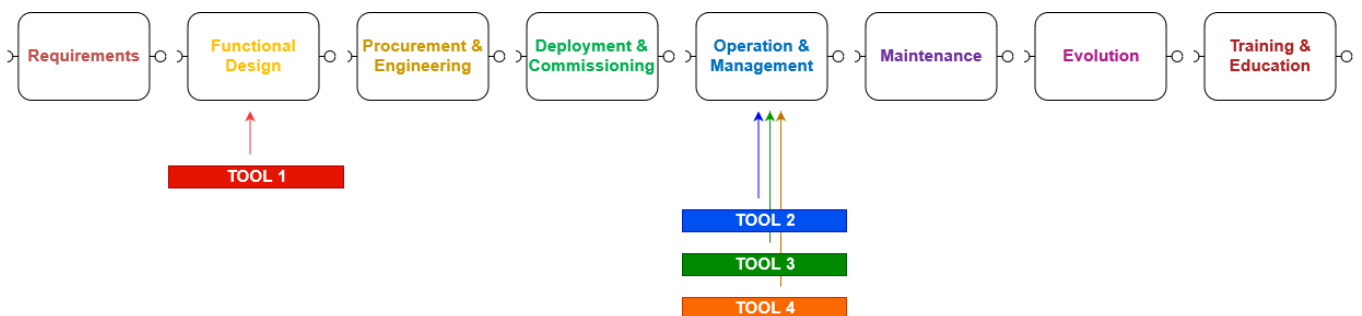 Requirements
Functional
Design
Procurement &
Engineering
Deployment &
Commissioning
Operation &
Management
Maintenance
Evolution
Training &
Education
TOOL 1
TOOL 2
TOOL 3
TOOL 4